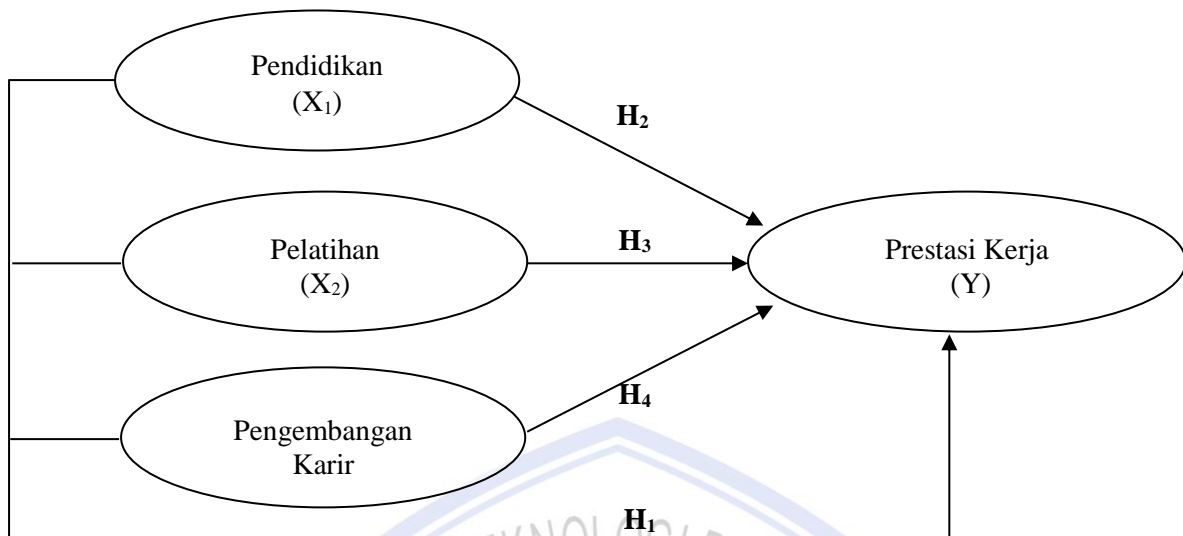 Pendidikan
(X₁)
H₂
Pelatihan
(X₂)
H₃
Prestasi Kerja
(Y)
H₄
Pengembangan
Karir
H₁